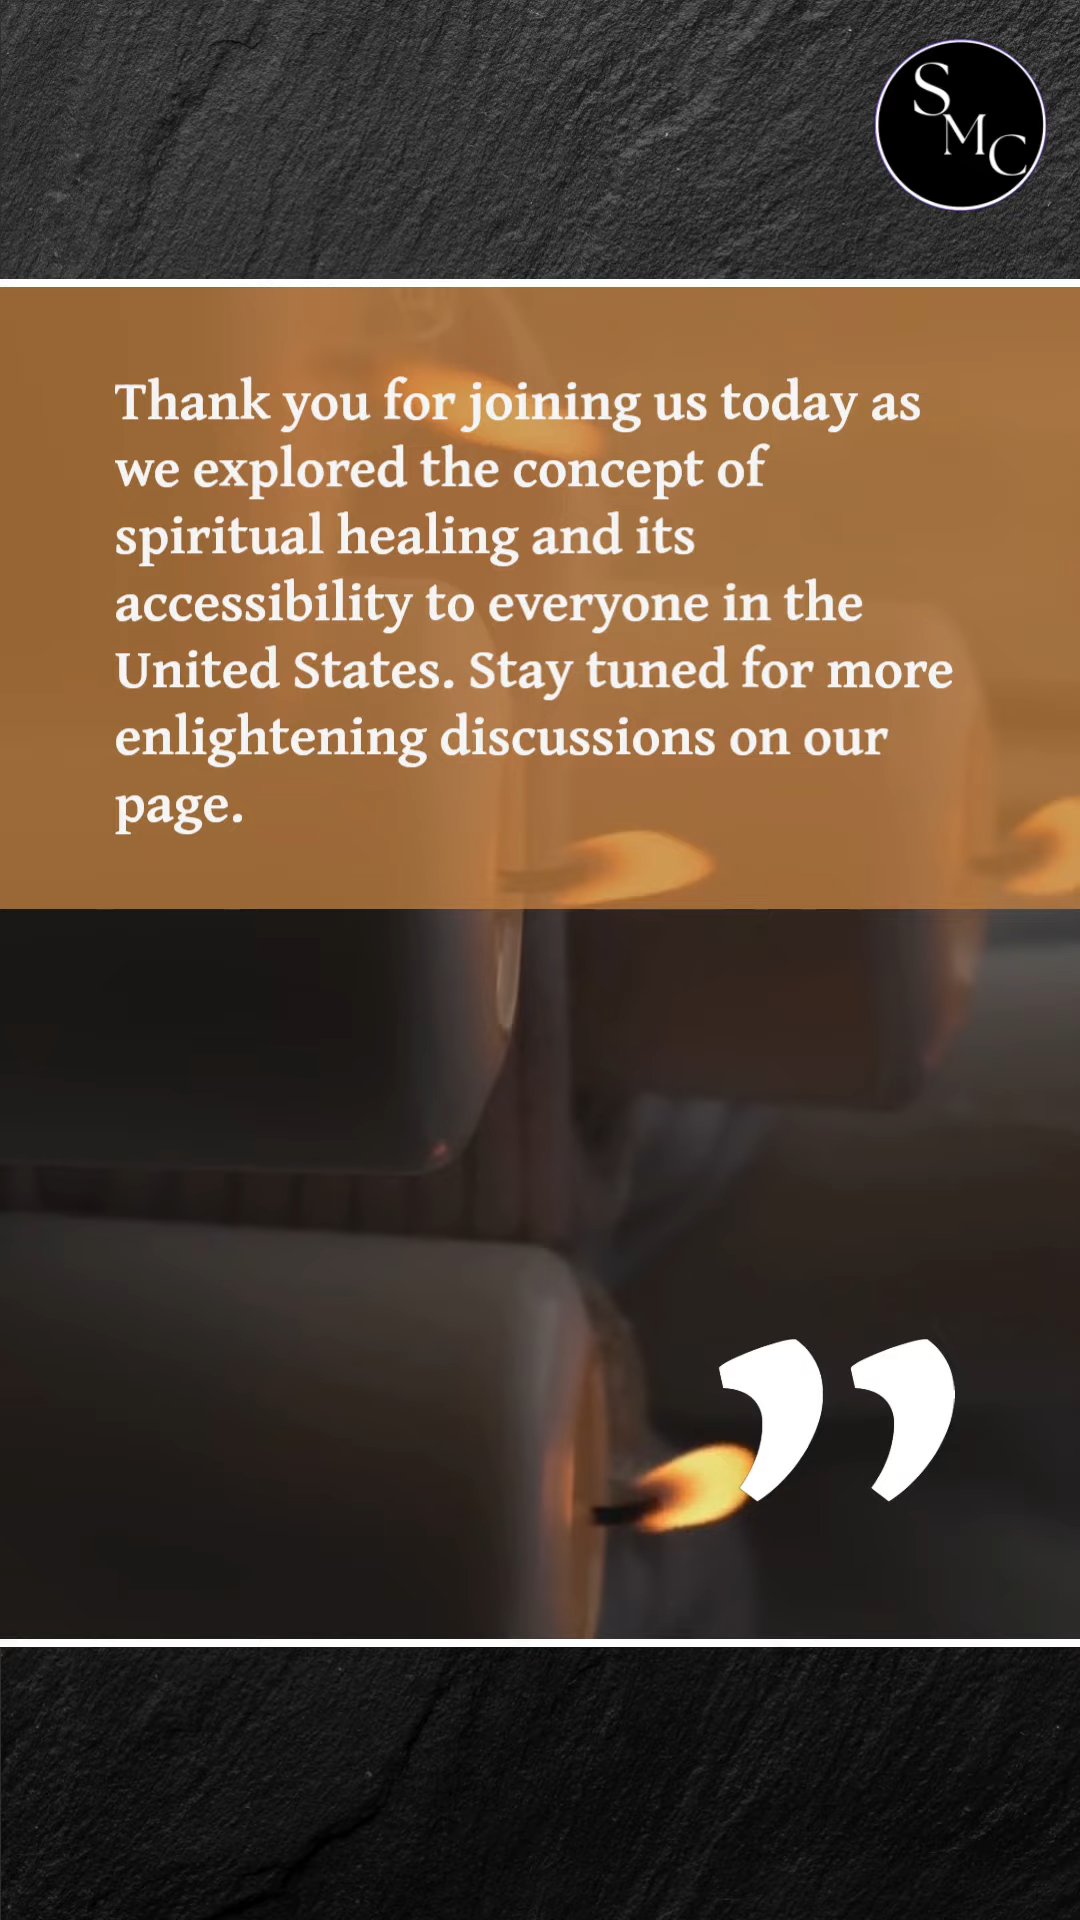 S
M
C
Thank you for joining us today as
we explored the concept of
spiritual healing and its
accessibility to everyone in the
United States. Stay tuned for more
enlightening discussions on our
page.
”